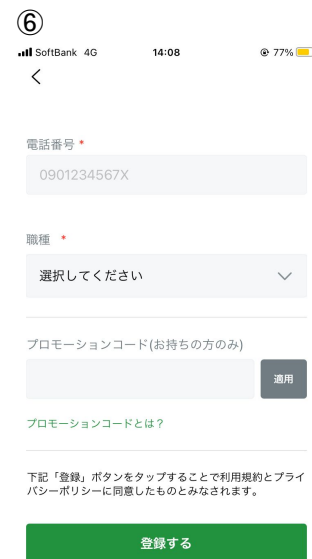 ⑥
SoftBank 4G 14:08 77%
電話番号 *
0901234567X
職種 *
選択してください
プロモーションコード(お持ちの方のみ)
適用
プロモーションコードとは？
下記「登録」ボタンをタップすることで利用規約とプライ
バシーポリシーに同意したものとみなされます。
登録する